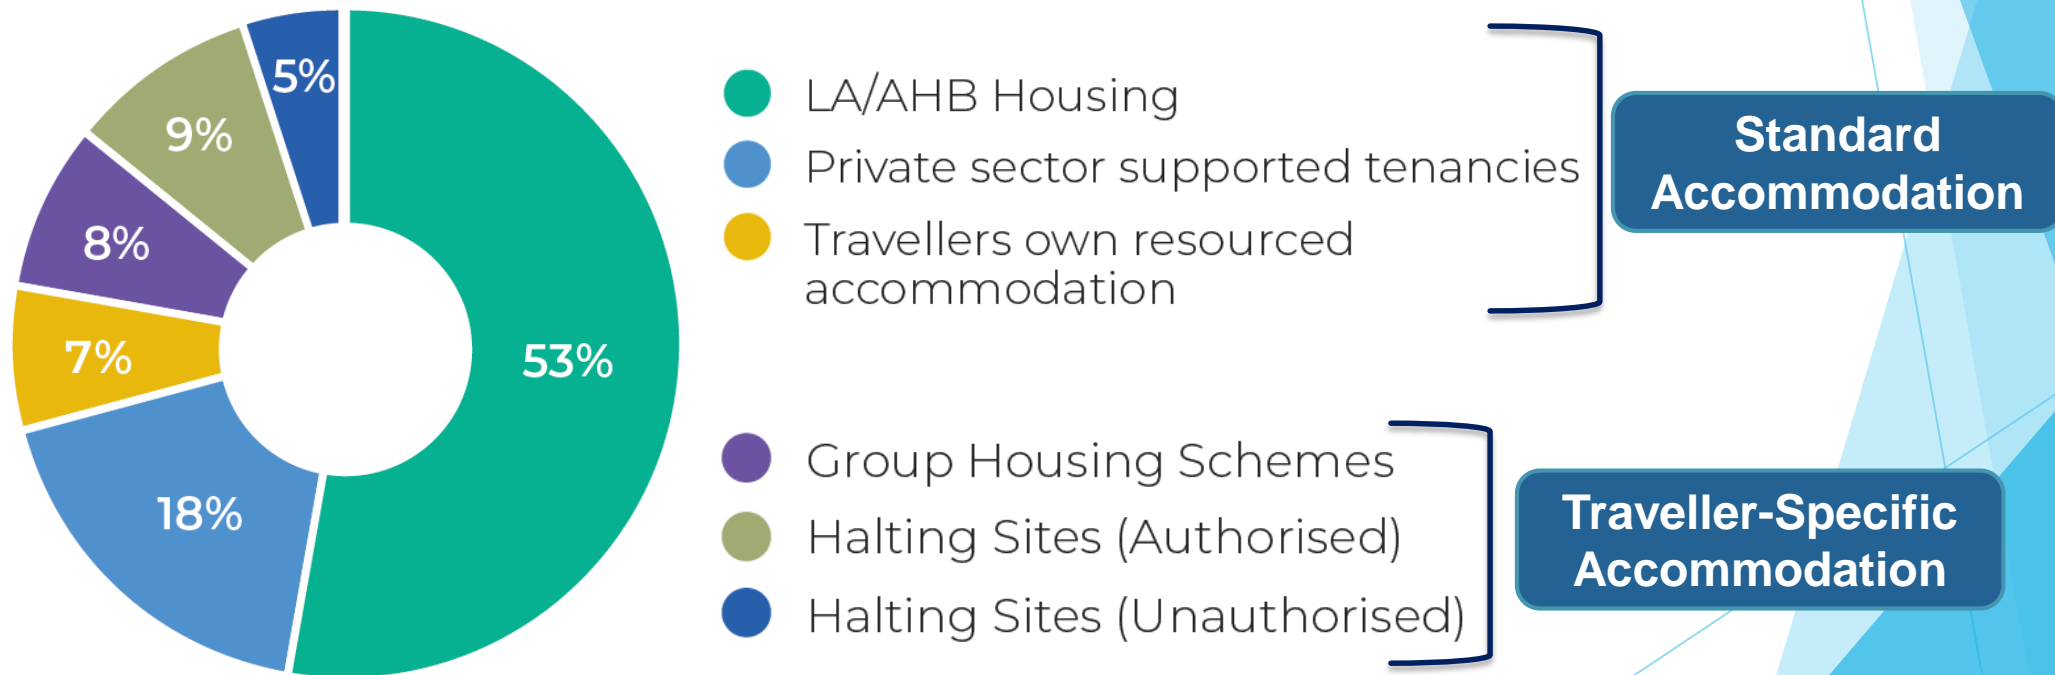 5%
9%
8%
7%
53%
18%
LA/AHB Housing
Private sector supported tenancies
Travellers own resourced
accommodation
Standard
Accommodation
Group Housing Schemes
Halting Sites (Authorised)
Halting Sites (Unauthorised)
Traveller-Specific
Accommodation